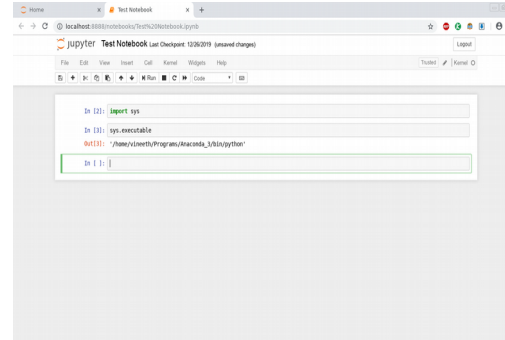 Home
Test Notebook
localhost:8888/notebooks/Test%20Notebook.ipynb
jupyter Test Notebook Last Checkpoint: 12/26/2019 (unsaved changes)
Logout
File Edit View Insert Cell Kernel Widgets Help
Trusted Kernel
Run Code
In [2]: import sys
In [3]: sys.executable
Out[3]: '/home/vineeth/Programs/Anaconda_3/bin/python'
In [ ]: